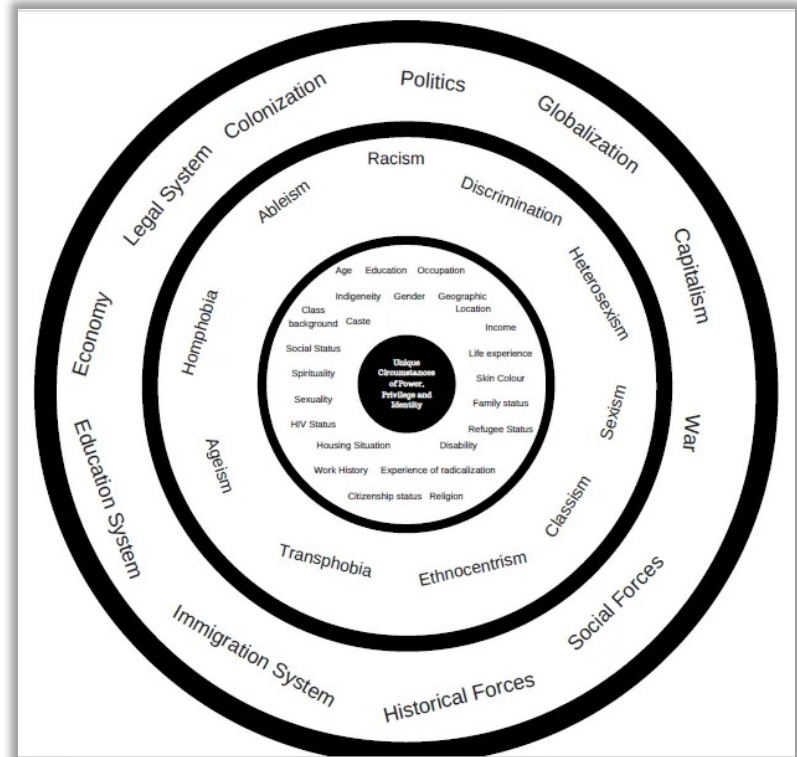 Politics
Globalization
Capitalism
War
Social Forces
Historical Forces
Immigration System
Education System
Economy
Legal System
Colonization
Racism
Discrimination
Heterosexism
Sexism
Classism
Ethnocentrism
Transphobia
Ageism
Homphobia
Ableism
Age Education Occupation
Indigeneity Gender Geographic
Location
Class
background Caste
Income
Social Status
Life experience
Spirituality
Skin Colour
Sexuality
Family status
HIV Status
Refugee Status
Housing Situation Disability
Work History Experience of radicalization
Citizenship status Religion
Unique
Circumstances
of Power,
Privilege and
Identity